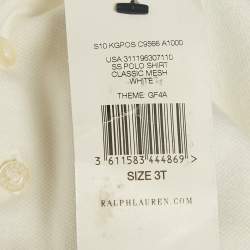 S10 KGPOS C9566 A1000
USA:311196307110
SS POLO SHIRT
CLASSIC MESH
WHITE
THEME: GF4A
3 611583 444869 >
SIZE 3T
RALPHLAUREN.COM®